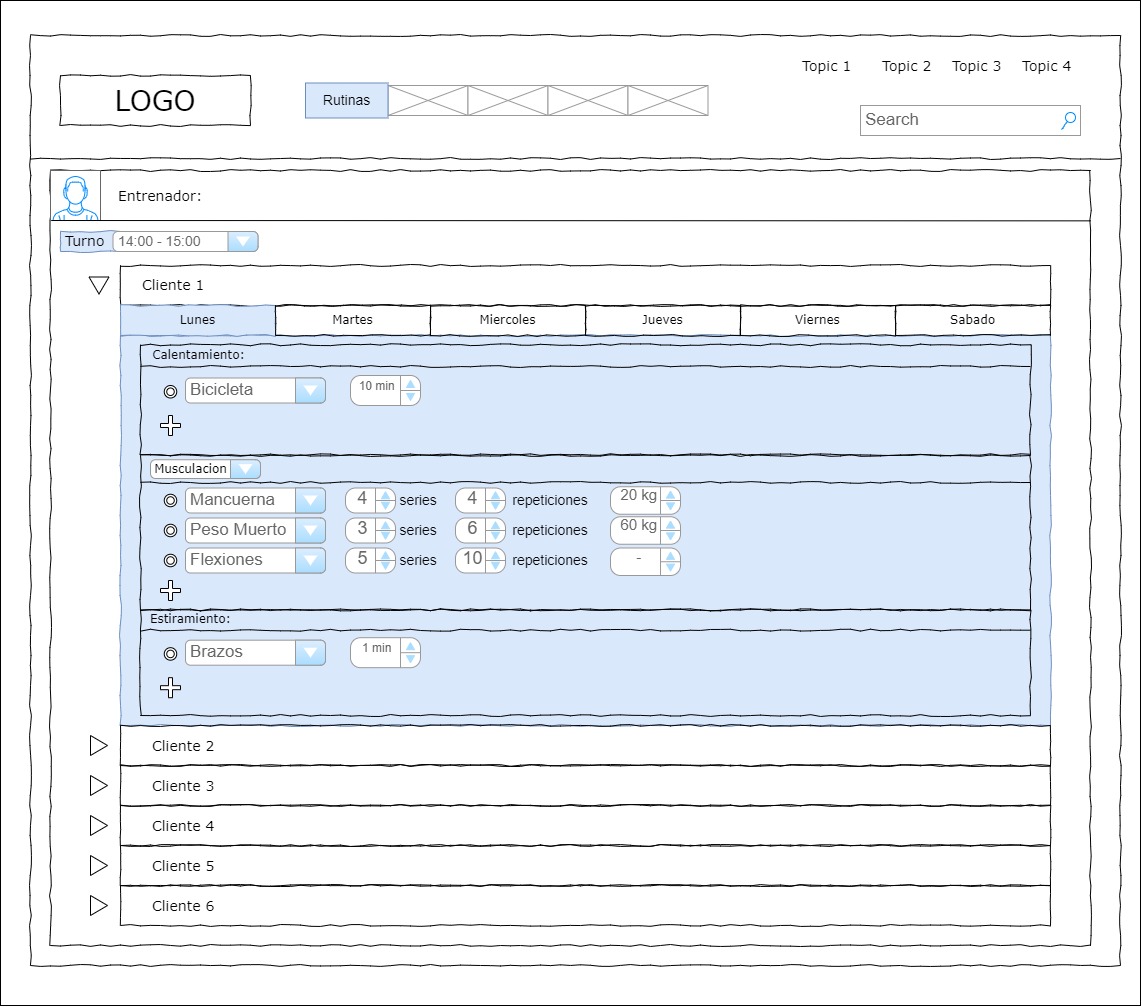 Topic 1 Topic 2 Topic 3 Topic 4
LOGO
Rutinas
Search
Entrenador:
Turno 14:00 - 15:00
Cliente 1
Lunes Martes Miercoles Jueves Viernes Sabado
Calentamiento:
Bicicleta 10 min
Musculacion
Mancuerna 4 series 4 repeticiones 20 kg
Peso Muerto 3 series 6 repeticiones 60 kg
Flexiones 5 series 10 repeticiones -
Estiramiento:
Brazos 1 min
Cliente 2
Cliente 3
Cliente 4
Cliente 5
Cliente 6